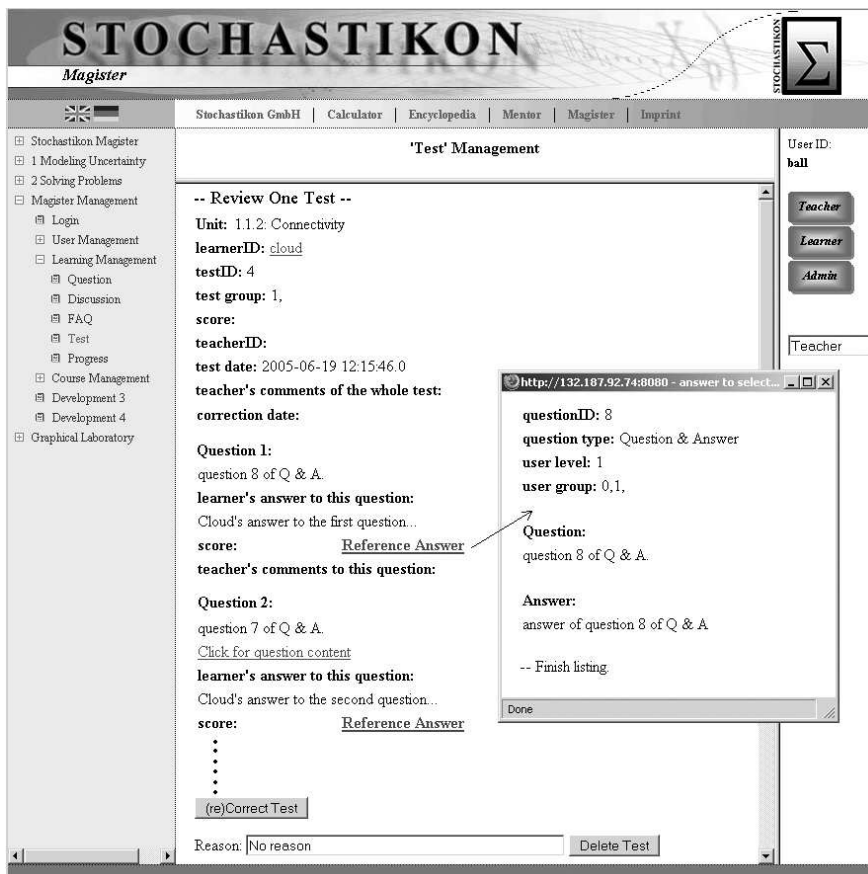 STOCHASTIKON
Magister
STOCHASTIKON
Σ
Stochastikon GmbH | Calculator | Encyclopedia | Mentor | Magister | Imprint
Stochastikon Magister
1 Modeling Uncertainty
2 Solving Problems
Magister Management
Login
User Management
Learning Management
Question
Discussion
FAQ
Test
Progress
Course Management
Development 3
Development 4
Graphical Laboratory
'Test' Management
-- Review One Test --
Unit: 1.1.2: Connectivity
learnerID: cloud
testID: 4
test group: 1,
score:
teacherID:
test date: 2005-06-19 12:15:46.0
teacher's comments of the whole test:
correction date:
Question 1:
question 8 of Q & A.
learner's answer to this question:
Cloud's answer to the first question...
score: Reference Answer
teacher's comments to this question:
Question 2:
question 7 of Q & A.
Click for question content
learner's answer to this question:
Cloud's answer to the second question...
score: Reference Answer
(re)Correct Test
Reason: No reason Delete Test
User ID:
ball
Teacher
Learner
Admin
Teacher
http://132.187.92.74:8080 - answer to select...
questionID: 8
question type: Question & Answer
user level: 1
user group: 0,1,
Question:
question 8 of Q & A.
Answer:
answer of question 8 of Q & A
-- Finish listing.
Done